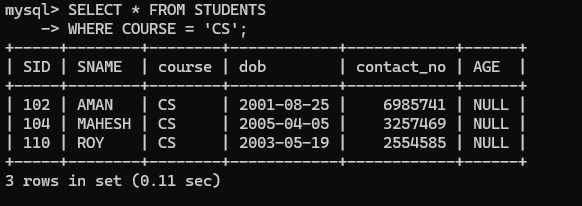 mysql> SELECT * FROM STUDENTS
    -> WHERE COURSE = 'CS';
+-----+--------+--------+------------+------------+------+
| SID | SNAME  | course | dob        | contact_no | AGE  |
+-----+--------+--------+------------+------------+------+
| 102 | AMAN   | CS     | 2001-08-25 |    6985741 | NULL |
| 104 | MAHESH | CS     | 2005-04-05 |    3257469 | NULL |
| 110 | ROY    | CS     | 2003-05-19 |    2554585 | NULL |
+-----+--------+--------+------------+------------+------+
3 rows in set (0.11 sec)